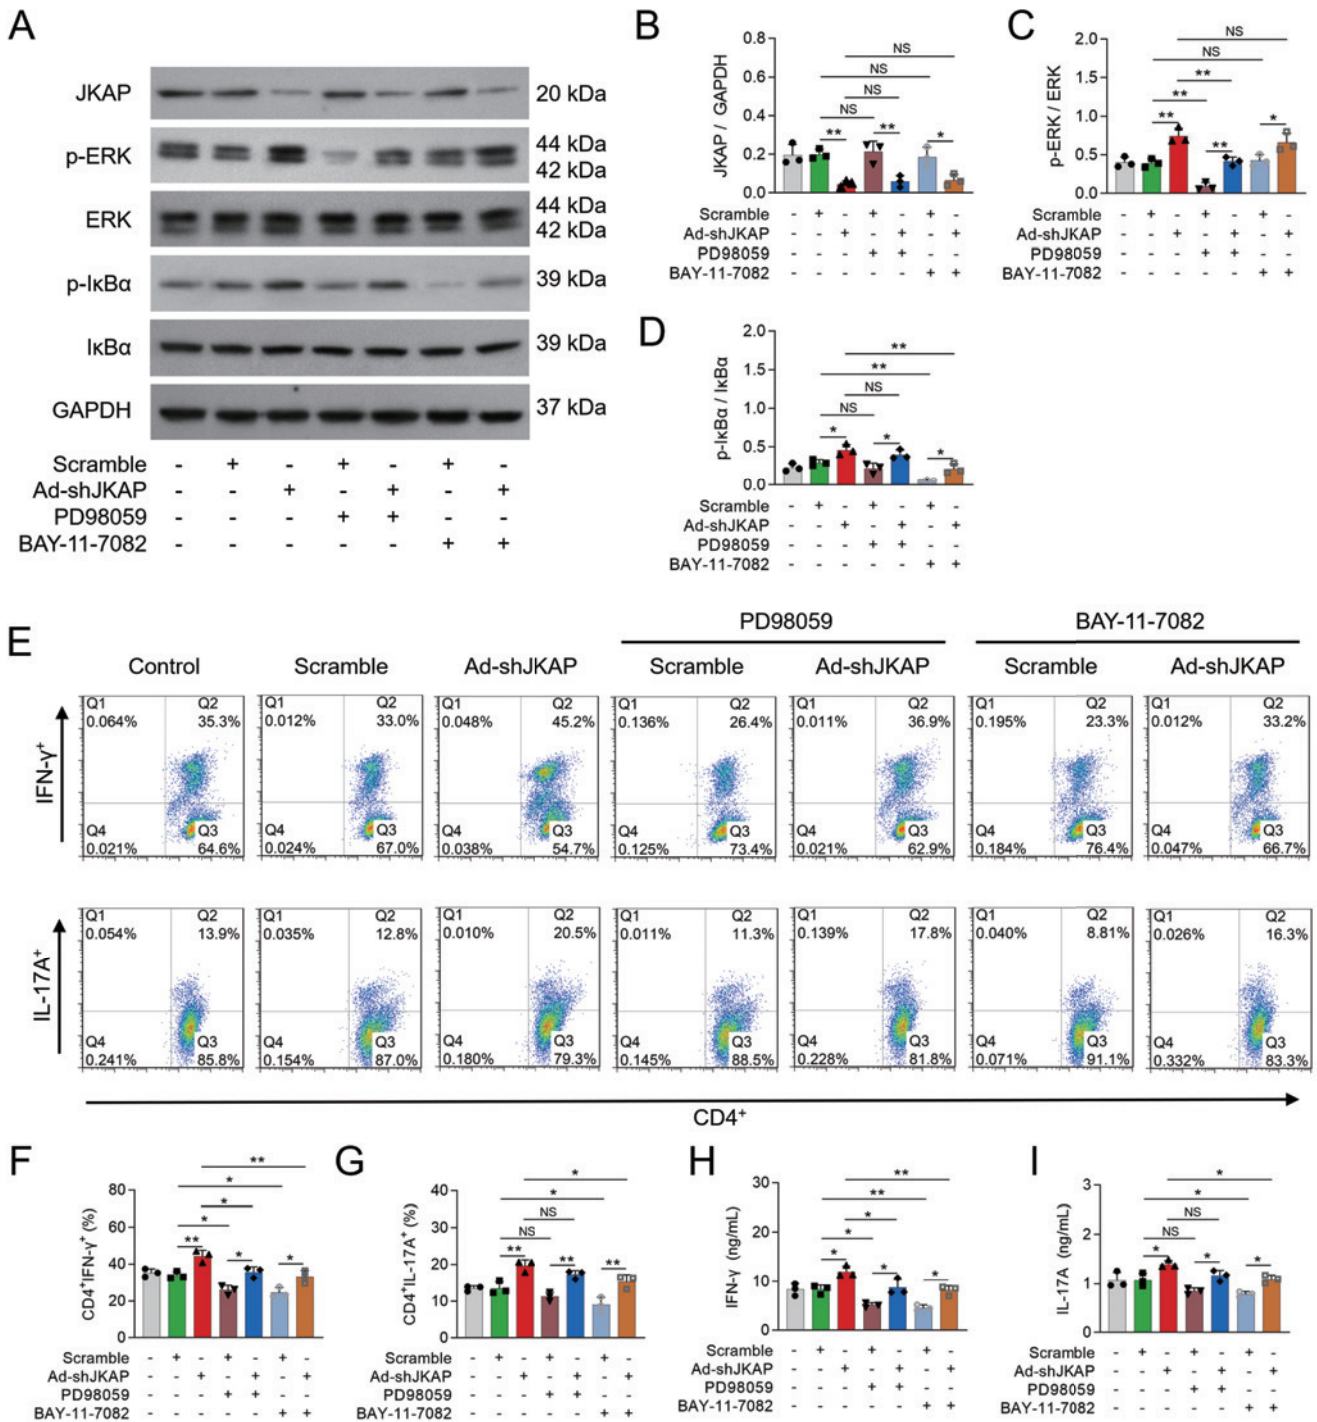 A
JKAP 20 kDa
p-ERK 44 kDa
42 kDa
ERK 44 kDa
42 kDa
p-IκBα 39 kDa
IκBα 39 kDa
GAPDH 37 kDa
Scramble - + - + - + -
Ad-shJKAP - - + - + - +
PD98059 - - - + + - -
BAY-11-7082 - - - - - + +
B
JKAP / GAPDH
0.8
0.6
0.4
0.2
0.0
NS
NS
NS
NS
** ** *
Scramble - + - + - + -
Ad-shJKAP - - + - + - +
PD98059 - - - + + - -
BAY-11-7082 - - - - - + +
C
p-ERK / ERK
2.0
1.5
1.0
0.5
0.0
NS
NS
**
**
** ** *
Scramble - + - + - + -
Ad-shJKAP - - + - + - +
PD98059 - - - + + - -
BAY-11-7082 - - - - - + +
D
p-IκBα / IκBα
2.0
1.5
1.0
0.5
0.0
**
**
NS
NS
* * *
Scramble - + - + - + -
Ad-shJKAP - - + - + - +
PD98059 - - - + + - -
BAY-11-7082 - - - - - + +
E
PD98059 BAY-11-7082
Control Scramble Ad-shJKAP Scramble Ad-shJKAP Scramble Ad-shJKAP
IFN-γ⁺
Q1 Q2 Q1 Q2 Q1 Q2 Q1 Q2 Q1 Q2 Q1 Q2 Q1 Q2
0.064% 35.3% 0.012% 33.0% 0.048% 45.2% 0.136% 26.4% 0.011% 36.9% 0.195% 23.3% 0.012% 33.2%
Q4 Q3 Q4 Q3 Q4 Q3 Q4 Q3 Q4 Q3 Q4 Q3 Q4 Q3
0.021% 64.6% 0.024% 67.0% 0.038% 54.7% 0.125% 73.4% 0.021% 62.9% 0.184% 76.4% 0.047% 66.7%
IL-17A⁺
Q1 Q2 Q1 Q2 Q1 Q2 Q1 Q2 Q1 Q2 Q1 Q2 Q1 Q2
0.054% 13.9% 0.035% 12.8% 0.010% 20.5% 0.011% 11.3% 0.139% 17.8% 0.040% 8.81% 0.026% 16.3%
Q4 Q3 Q4 Q3 Q4 Q3 Q4 Q3 Q4 Q3 Q4 Q3 Q4 Q3
0.241% 85.8% 0.154% 87.0% 0.180% 79.3% 0.145% 88.5% 0.228% 81.8% 0.071% 91.1% 0.332% 83.3%
CD4⁺
F
CD4⁺IFN-γ⁺ (%)
80
60
40
20
0
**
*
*
*
** * *
Scramble - + - + - + -
Ad-shJKAP - - + - + - +
PD98059 - - - + + - -
BAY-11-7082 - - - - - + +
G
CD4⁺IL-17A⁺ (%)
40
30
20
10
0
*
*
NS
NS
** ** **
Scramble - + - + - + -
Ad-shJKAP - - + - + - +
PD98059 - - - + + - -
BAY-11-7082 - - - - - + +
H
IFN-γ (ng/mL)
30
20
10
0
**
**
*
*
* * *
Scramble - + - + - + -
Ad-shJKAP - - + - + - +
PD98059 - - - + + - -
BAY-11-7082 - - - - - + +
I
IL-17A (ng/mL)
3
2
1
0
*
*
NS
NS
* * *
Scramble - + - + - + -
Ad-shJKAP - - + - + - +
PD98059 - - - + + - -
BAY-11-7082 - - - - - + +